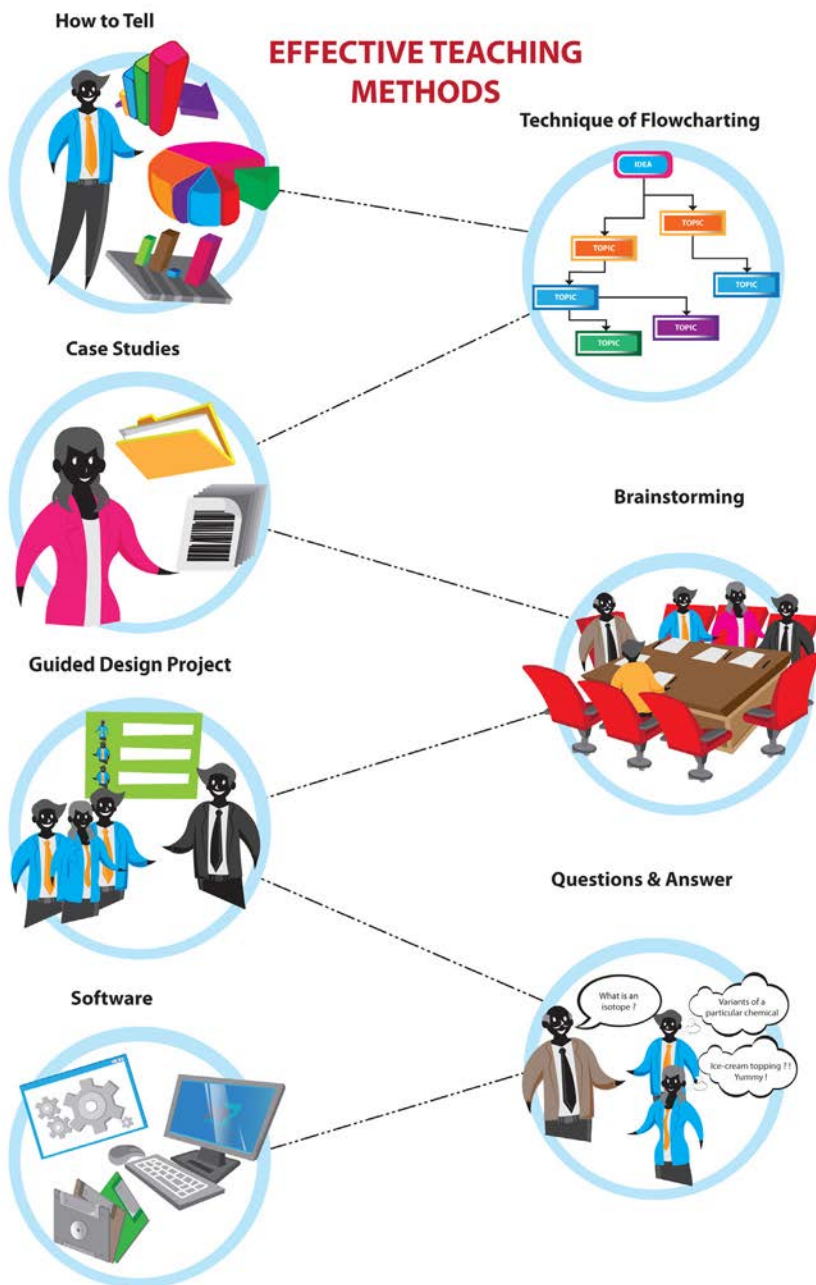 How to Tell
EFFECTIVE TEACHING
METHODS
Technique of Flowcharting
IDEA
TOPIC
TOPIC
TOPIC
TOPIC
TOPIC
TOPIC
Case Studies
Brainstorming
Guided Design Project
Questions & Answer
What is an
isotope ?
Variants of a
particular chemical
Ice-cream topping ? !
Yummy !
Software